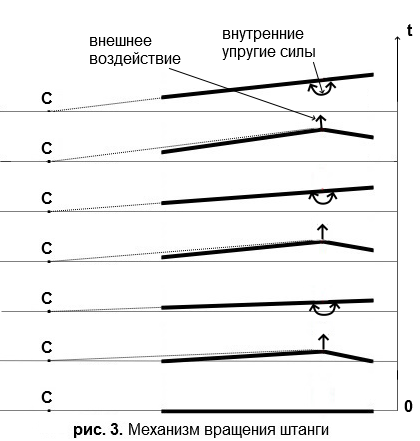 внешнее
воздействие
внутренние
упругие силы
t
C
C
C
C
C
C
C
0
рис. 3. Механизм вращения штанги